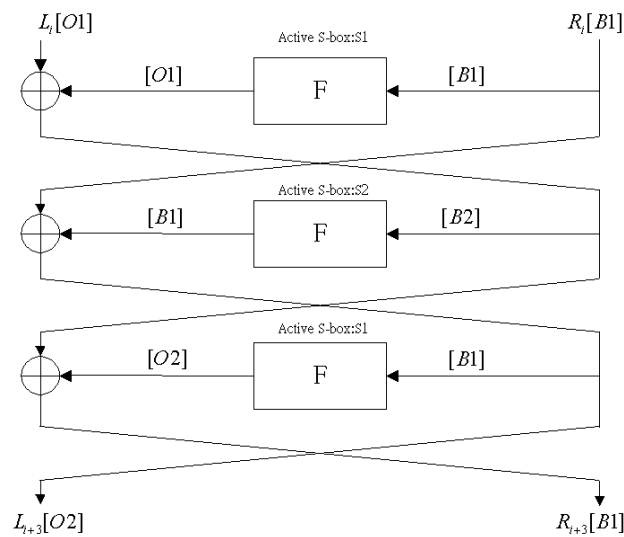 L_i[O1] Active S-box:S1 R_i[B1]
[O1] F [B1]
Active S-box:S2
[B1] F [B2]
Active S-box:S1
[O2] F [B1]
L_{i+3}[O2] R_{i+3}[B1]